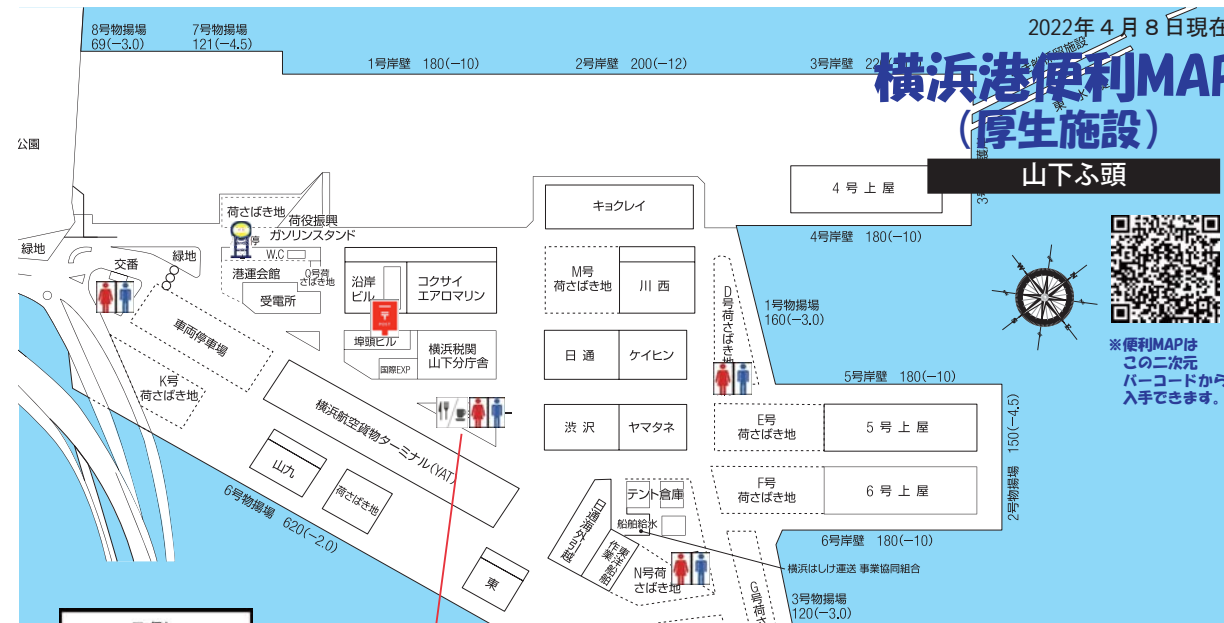 2022年4月8日現在
横浜港便利MAP
(厚生施設)
山下ふ頭
8号物揚場
69(−3.0)
7号物揚場
121(−4.5)
1号岸壁 180(−10)
2号岸壁 200(−12)
3号岸壁
公園
緑地
交番
緑地
荷さばき地
荷役振興
ガソリンスタンド
停
W.C
港運会館
Q号荷
さばき地
受電所
沿岸
ビル
コクサイ
エアロマリン
埠頭ビル
国際EXP
横浜税関
山下分庁舎
キョクレイ
M号
荷さばき地
川西
日通
ケイヒン
渋沢
ヤマタネ
4号上屋
4号岸壁 180(−10)
D号荷さばき地
1号物揚場
160(−3.0)
5号岸壁 180(−10)
E号
荷さばき地
5号上屋
F号
荷さばき地
6号上屋
2号物揚場 150(−4.5)
6号岸壁 180(−10)
※便利MAPは
この二次元
バーコードから
入手できます。
車両停車場
K号
荷さばき地
横浜航空貨物ターミナル(YAT)
山九
荷さばき地
6号物揚場 620(−2.0)
東
日通海外引越
東洋船舶
作業
テント倉庫
船舶給水
N号荷
さばき地
横浜はしけ運送 事業協同組合
G号荷さ
3号物揚場
120(−3.0)